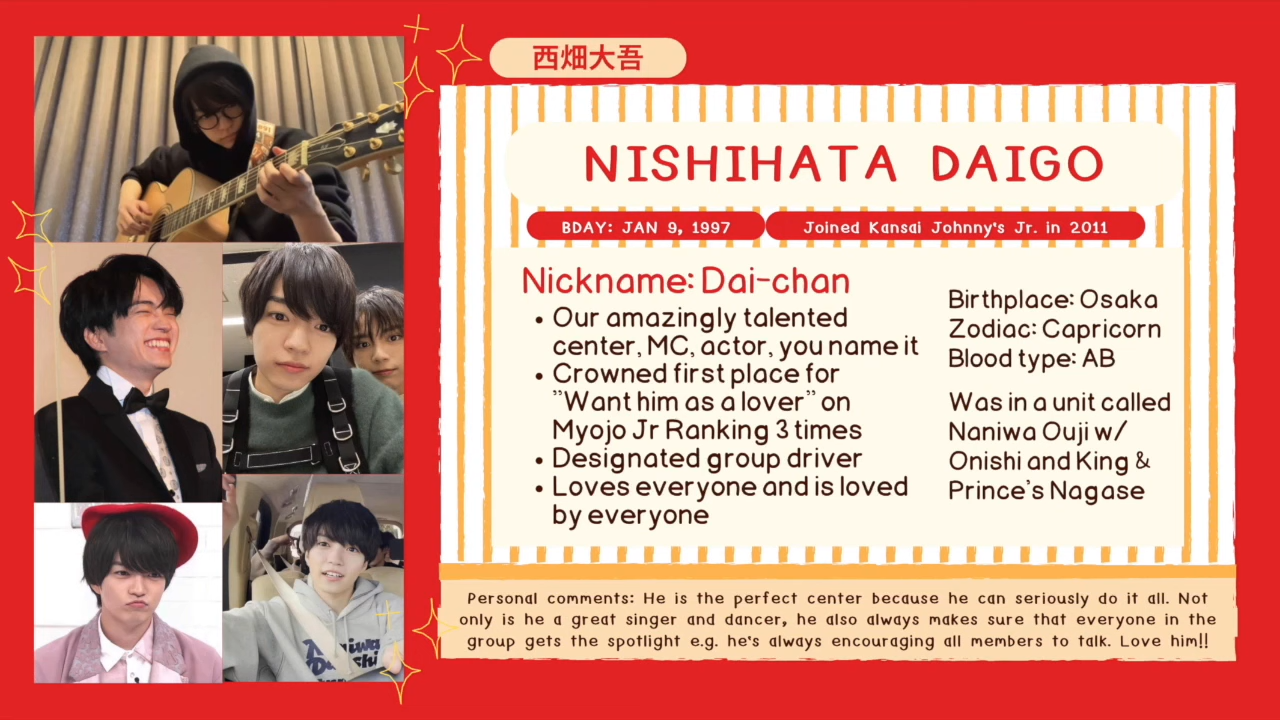 西畑大吾
NISHIHATA DAIGO
BDAY: JAN 9, 1997
Joined Kansai Johnny's Jr. in 2011
Nickname: Dai-chan
• Our amazingly talented
center, MC, actor, you name it
• Crowned first place for
"Want him as a lover" on
Myojo Jr Ranking 3 times
• Designated group driver
• Loves everyone and is loved
by everyone
Birthplace: Osaka
Zodiac: Capricorn
Blood type: AB
Was in a unit called
Naniwa Ouji w/
Onishi and King &
Prince's Nagase
Personal comments: He is the perfect center because he can seriously do it all. Not
only is he a great singer and dancer, he also always makes sure that everyone in the
group gets the spotlight e.g. he's always encouraging all members to talk. Love him!!